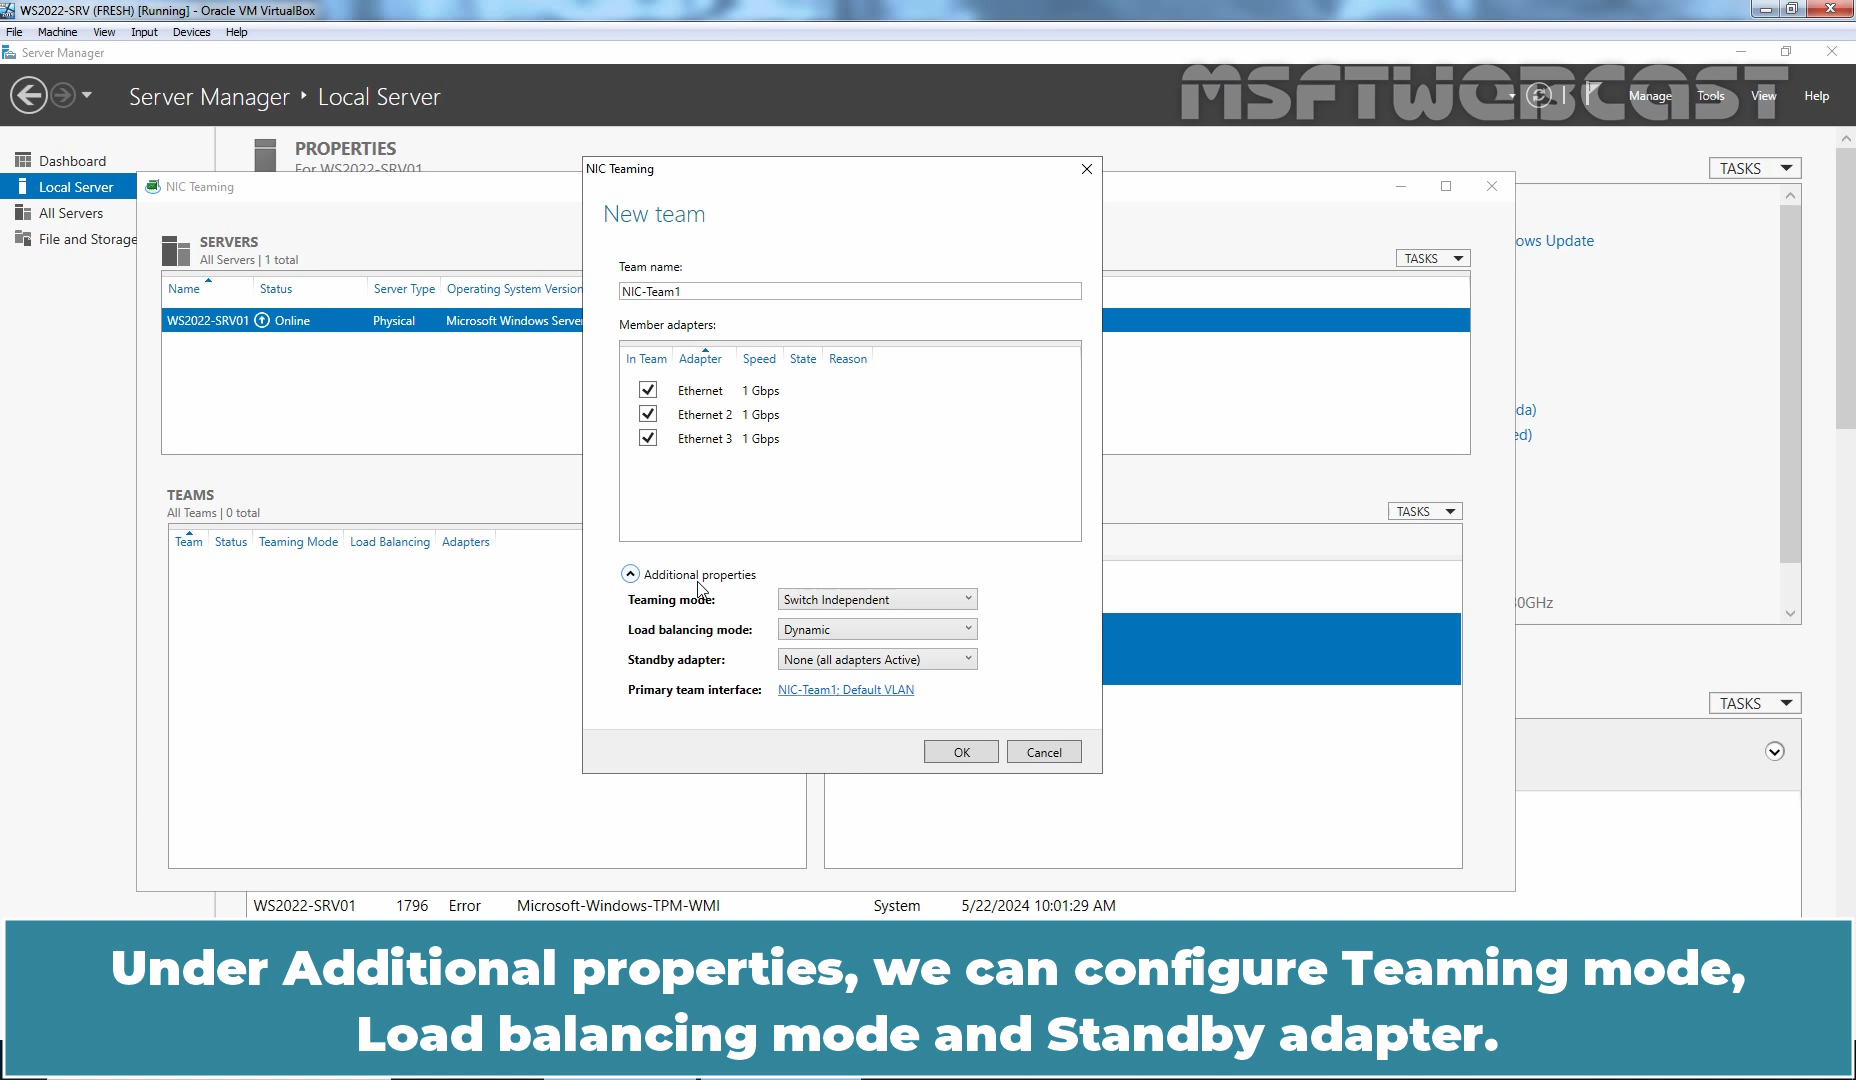 WS2022-SRV (FRESH) [Running] - Oracle VM VirtualBox
File Machine View Input Devices Help
Server Manager
Server Manager ‣ Local Server
MSFTWEBCAST
Manage Tools View Help
Dashboard
Local Server
All Servers
File and Storage
PROPERTIES
For WS2022-SRV01
TASKS
NIC Teaming
SERVERS
All Servers | 1 total
TASKS
Name Status Server Type Operating System Version
WS2022-SRV01 Online Physical Microsoft Windows Server
TEAMS
All Teams | 0 total
TASKS
Team Status Teaming Mode Load Balancing Adapters
NIC Teaming
New team
Team name:
NIC-Team1
Member adapters:
In Team Adapter Speed State Reason
Ethernet 1 Gbps
Ethernet 2 1 Gbps
Ethernet 3 1 Gbps
Additional properties
Teaming mode: Switch Independent
Load balancing mode: Dynamic
Standby adapter: None (all adapters Active)
Primary team interface: NIC-Team1; Default VLAN
OK Cancel
ows Update
da)
ed)
30GHz
TASKS
WS2022-SRV01 1796 Error Microsoft-Windows-TPM-WMI System 5/22/2024 10:01:29 AM
Under Additional properties, we can configure Teaming mode,
Load balancing mode and Standby adapter.